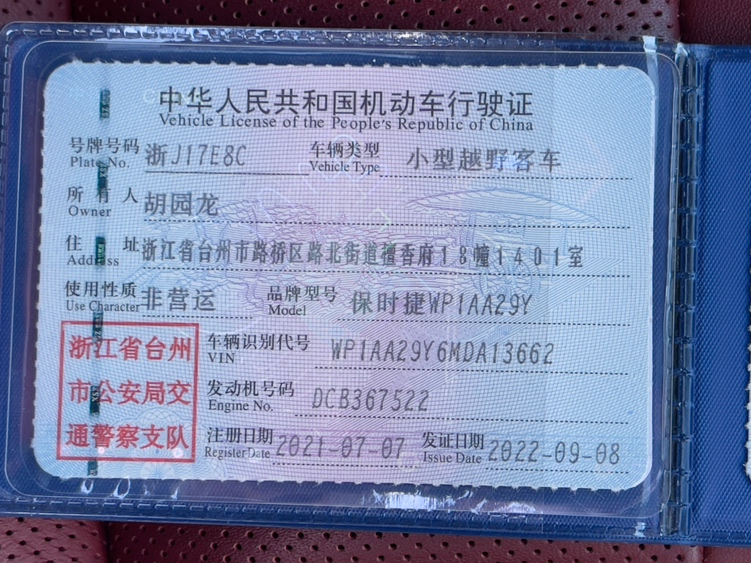 中华人民共和国机动车行驶证
Vehicle License of the People's Republic of China
号牌号码 浙J17E8C 车辆类型 小型越野客车
Plate No. Vehicle Type
所有人 胡园龙
Owner
住址 浙江省台州市路桥区路北街道檀香府18幢1401室
Address
使用性质 非营运 品牌型号 保时捷WP1AA29Y
Use Character Model
浙江省台州
市公安局交
通警察支队
车辆识别代号 WP1AA29Y6MDA13662
VIN
发动机号码 DCB367522
Engine No.
注册日期 2021-07-07 发证日期 2022-09-08
Register Date Issue Date